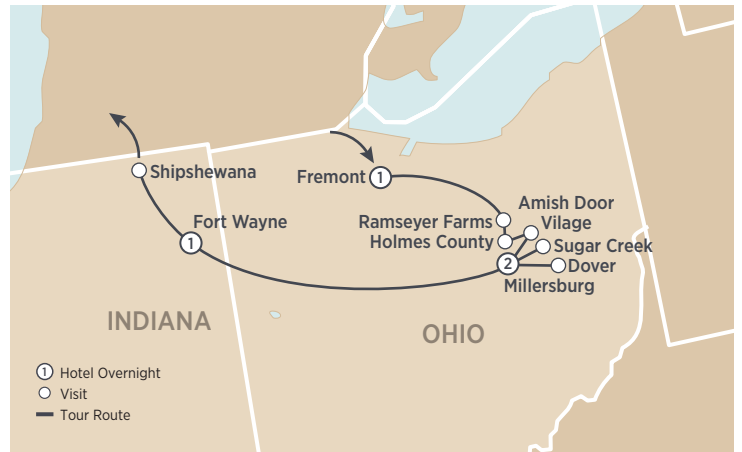 Shipshewana
Fremont
1
Fort Wayne
1
Amish Door
Vilage
Ramseyer Farms
Holmes County
Sugar Creek
2
Dover
Millersburg
INDIANA
OHIO
1 Hotel Overnight
Visit
Tour Route